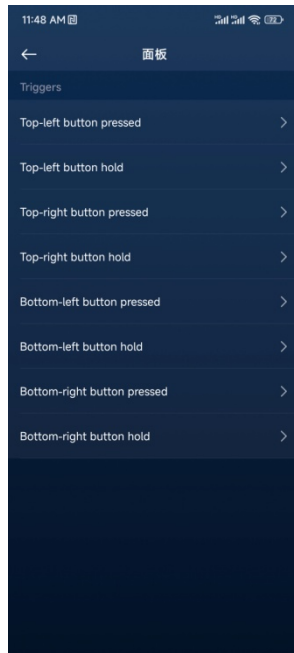 11:48 AM
面板
Triggers
Top-left button pressed
Top-left button hold
Top-right button pressed
Top-right button hold
Bottom-left button pressed
Bottom-left button hold
Bottom-right button pressed
Bottom-right button hold